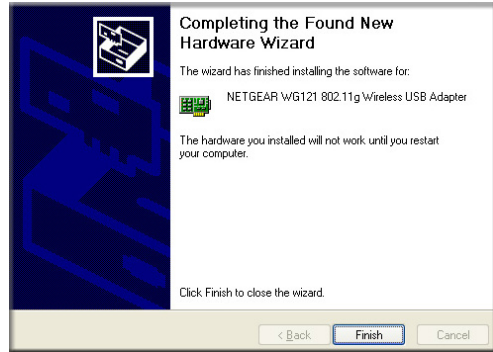 Completing the Found New
Hardware Wizard
The wizard has finished installing the software for:
NETGEAR WG121 802.11g Wireless USB Adapter
The hardware you installed will not work until you restart
your computer.
Click Finish to close the wizard.
< Back
Finish
Cancel